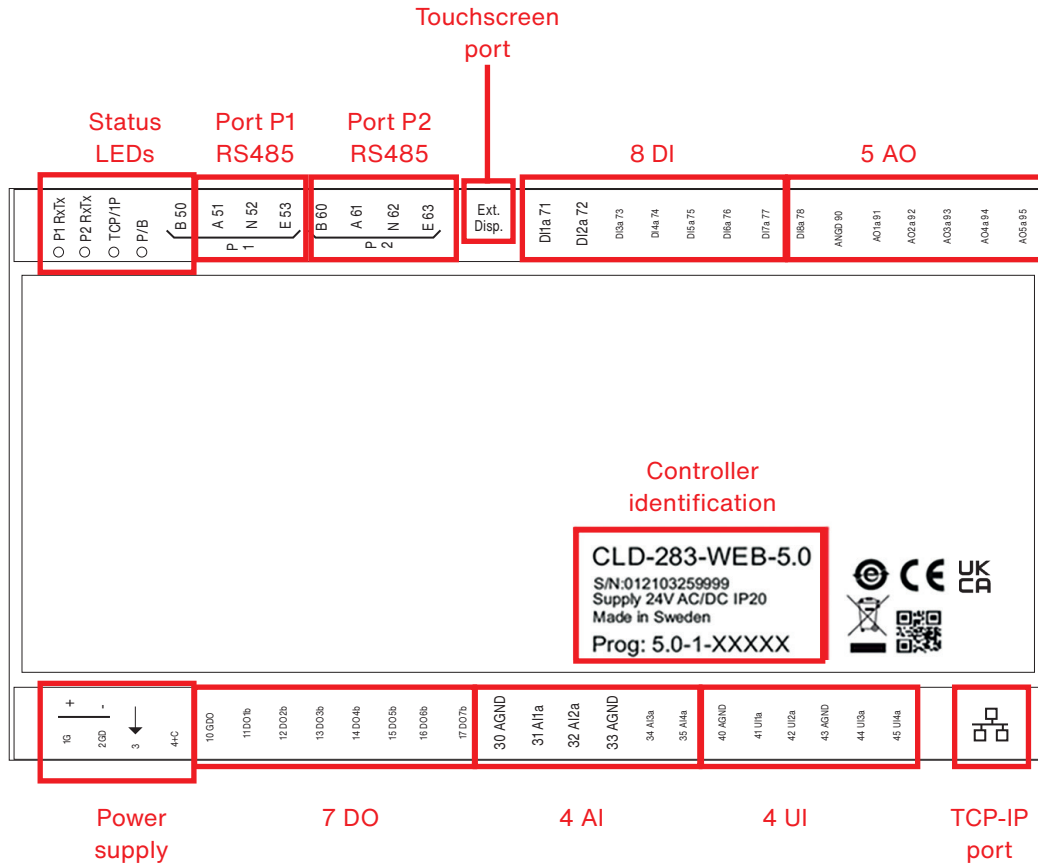 Touchscreen
port
Status
LEDs
Port P1
RS485
Port P2
RS485
8 DI
5 AO
P1 RxTx
P2 RxTx
TCP/1P
P/B
B 50
A 51
N 52
E 53
P 1
B 60
A 61
N 62
E 63
P 2
Ext.
Disp.
DI1a 71
DI2a 72
DI3a 73
DI4a 74
DI5a 75
DI6a 76
DI7a 77
DI8a 78
ANGD 90
AO1a 91
AO2a 92
AO3a 93
AO4a 94
AO5a 95
Controller
identification
CLD-283-WEB-5.0
S/N:012103259999
Supply 24V AC/DC IP20
Made in Sweden
Prog: 5.0-1-XXXXX
e
CE
UK
CA
+
-
1G
2GD
3
4+C
10 GDO
11 DO1b
12 DO2b
13 DO3b
14 DO4b
15 DO5b
16 DO6b
17 DO7b
30 AGND
31 AI1a
32 AI2a
33 AGND
34 AI3a
35 AI4a
40 AGND
41 UI1a
42 UI2a
43 AGND
44 UI3a
45 UI4a
Power
supply
7 DO
4 AI
4 UI
TCP-IP
port